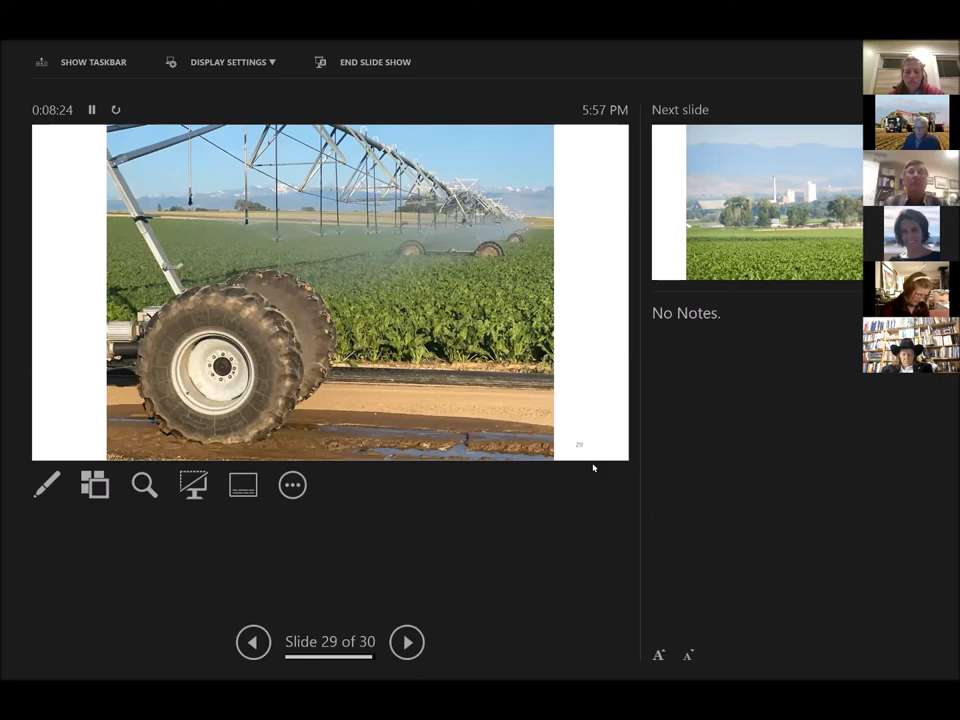 SHOW TASKBAR
DISPLAY SETTINGS ▼
END SLIDE SHOW
0:08:24
5:57 PM
Next slide
No Notes.
29
Slide 29 of 30
A
A